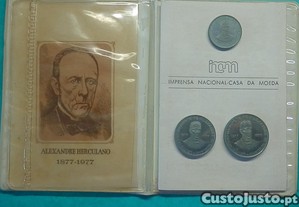 ALEXANDRE HERCULANO
1877-1977
incm
IMPRENSA NACIONAL-CASA DA MOEDA
CustoJusto.pt